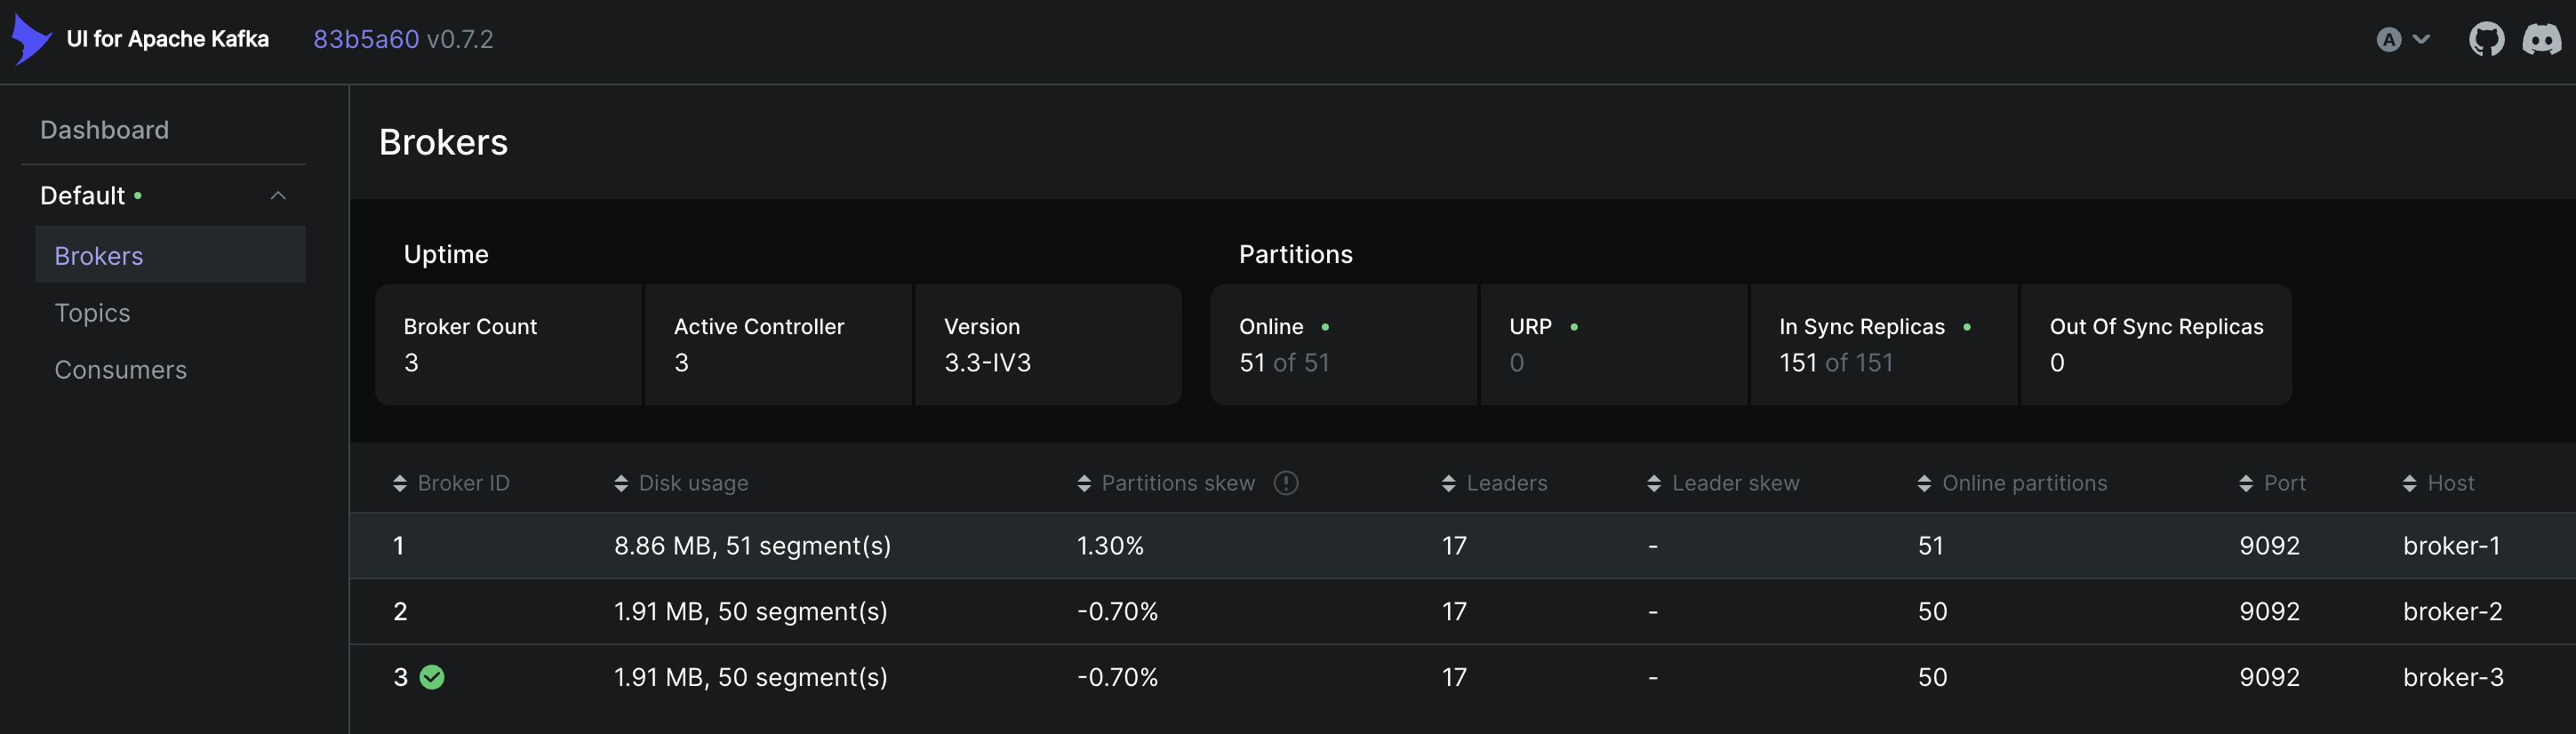 UI for Apache Kafka 83b5a60 v0.7.2 A
Dashboard
Default
Brokers
Topics
Consumers
Brokers
Uptime
Broker Count
3
Active Controller
3
Version
3.3-IV3
Partitions
Online
51 of 51
URP
0
In Sync Replicas
151 of 151
Out Of Sync Replicas
0
Broker ID Disk usage Partitions skew Leaders Leader skew Online partitions Port Host
1 8.86 MB, 51 segment(s) 1.30% 17 - 51 9092 broker-1
2 1.91 MB, 50 segment(s) -0.70% 17 - 50 9092 broker-2
3 1.91 MB, 50 segment(s) -0.70% 17 - 50 9092 broker-3